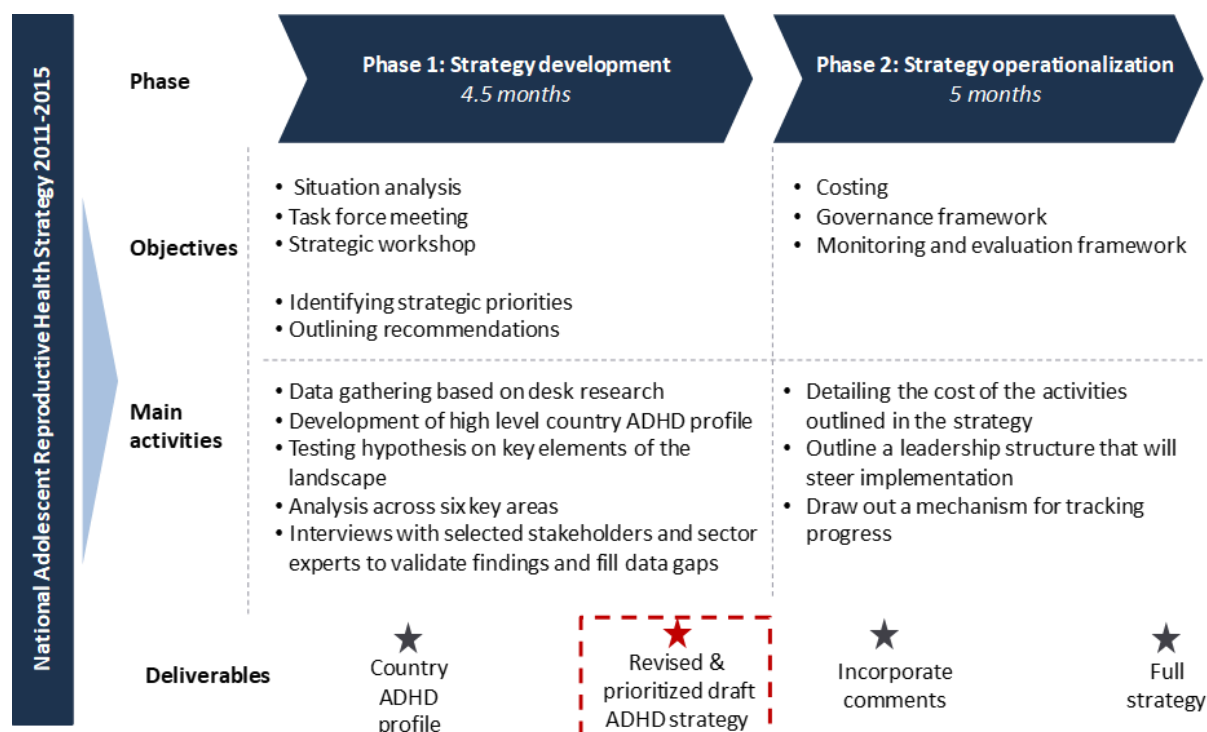 National Adolescent Reproductive Health Strategy 2011-2015
Phase
Phase 1: Strategy development
4.5 months
Phase 2: Strategy operationalization
5 months
Objectives
• Situation analysis
• Task force meeting
• Strategic workshop
• Identifying strategic priorities
• Outlining recommendations
• Costing
• Governance framework
• Monitoring and evaluation framework
Main
activities
• Data gathering based on desk research
• Development of high level country ADHD profile
• Testing hypothesis on key elements of the
landscape
• Analysis across six key areas
• Interviews with selected stakeholders and sector
experts to validate findings and fill data gaps
• Detailing the cost of the activities
outlined in the strategy
• Outline a leadership structure that will
steer implementation
• Draw out a mechanism for tracking
progress
Deliverables
Country
ADHD
profile
Revised &
prioritized draft
ADHD strategy
Incorporate
comments
Full
strategy